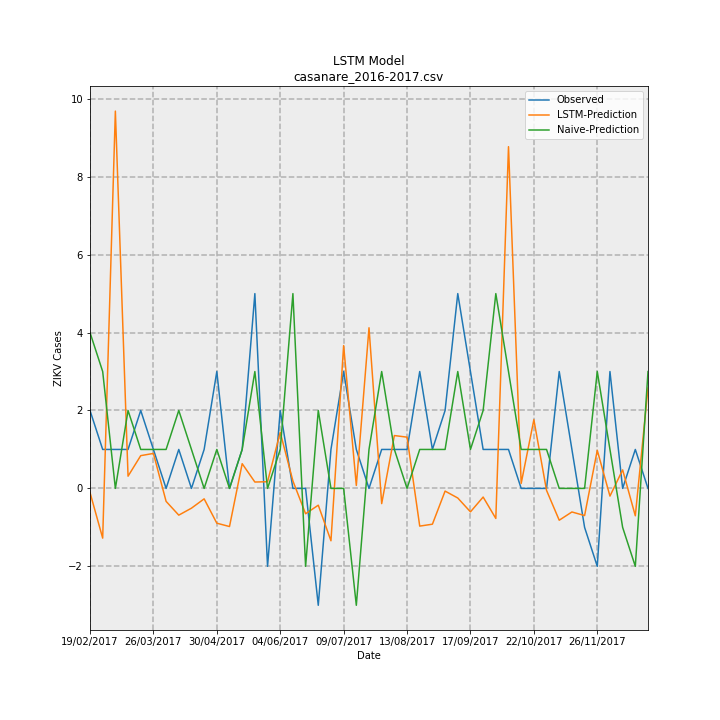 LSTM Model
casanare_2016-2017.csv
Observed
LSTM-Prediction
Naive-Prediction
ZIKV Cases
10
8
6
4
2
0
−2
19/02/2017 26/03/2017 30/04/2017 04/06/2017 09/07/2017 13/08/2017 17/09/2017 22/10/2017 26/11/2017
Date